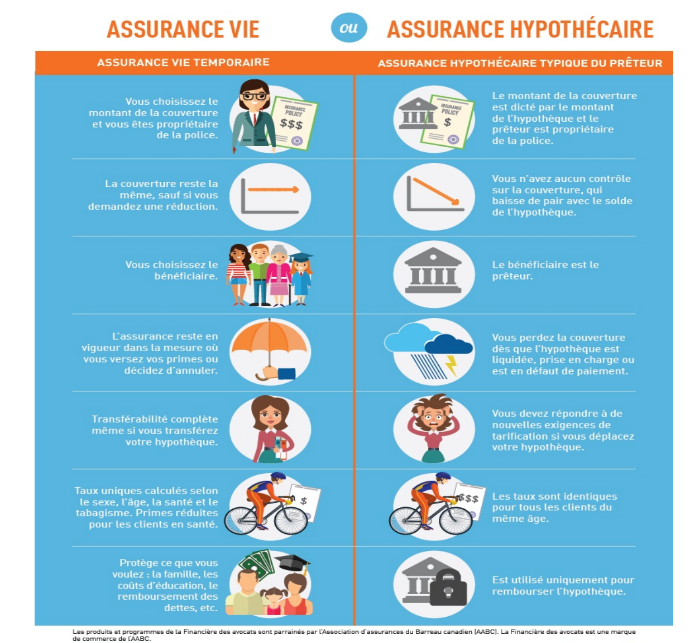 ASSURANCE VIE
ou
ASSURANCE HYPOTHÉCAIRE
ASSURANCE VIE TEMPORAIRE
ASSURANCE HYPOTHÉCAIRE TYPIQUE DU PRÊTEUR
Vous choisissez le
montant de la couverture
et vous êtes propriétaire
de la police.
INSURANCE
POLICY
$$$
INSURANCE
POLICY
$$$
Le montant de la couverture
est dicté par le montant
de l'hypothèque et le
prêteur est propriétaire
de la police.
La couverture reste la
même, sauf si vous
demandez une réduction.
Vous n'avez aucun contrôle
sur la couverture, qui
baisse de pair avec le solde
de l'hypothèque.
Vous choisissez le
bénéficiaire.
Le bénéficiaire est le
prêteur.
L'assurance reste en
vigueur dans la mesure où
vous versez vos primes ou
décidez d'annuler.
Vous perdez la couverture
dès que l'hypothèque est
liquidée, prise en charge ou
est en défaut de paiement.
Transférabilité complète
même si vous transférez
votre hypothèque.
Vous devez répondre à de
nouvelles exigences de
tarification si vous déplacez
votre hypothèque.
Taux uniques calculés selon
le sexe, l'âge, la santé et le
tabagisme. Primes réduites
pour les clients en santé.
$
$$$
Les taux sont identiques
pour tous les clients du
même âge.
Protège ce que vous
voulez : la famille, les
coûts d'éducation, le
remboursement des
dettes, etc.
Est utilisé uniquement pour
rembourser l'hypothèque.
Les produits et programmes de la Financière des avocats sont parrainés par l'Association d'assurances du Barreau canadien (AABC). La Financière des avocats est une marque
de commerce de l'AABC.